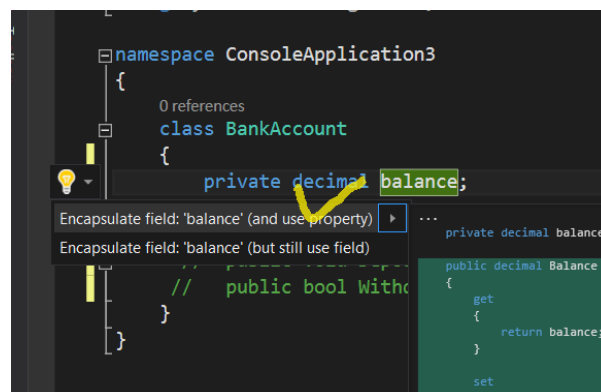 namespace ConsoleApplication3
{
0 references
class BankAccount
{
private decimal balance;
Encapsulate field: 'balance' (and use property)
Encapsulate field: 'balance' (but still use field)
// public bool
}
}
...
private decimal balance
public decimal Balance
{
get
{
return balance;
}
set